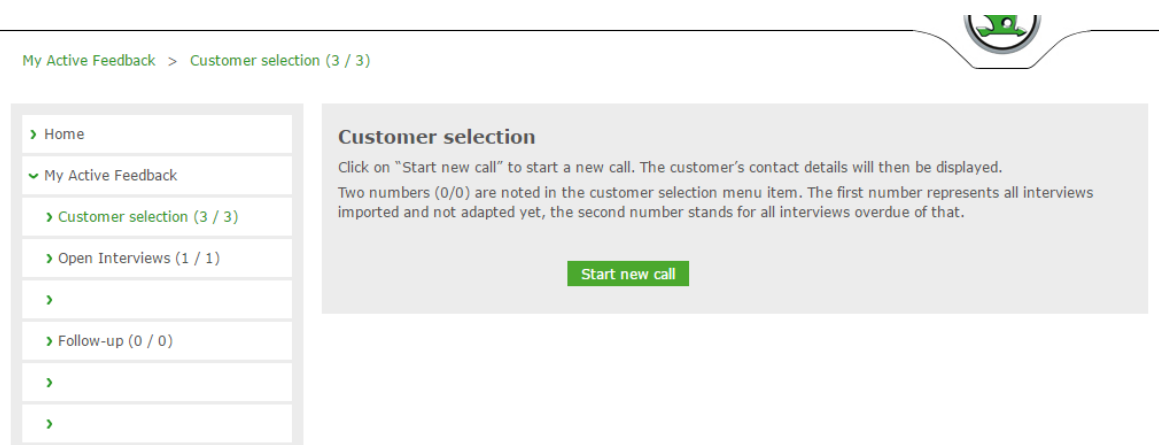 My Active Feedback > Customer selection (3 / 3)
Home
My Active Feedback
Customer selection (3 / 3)
Open Interviews (1 / 1)
Follow-up (0 / 0)
Customer selection
Click on “Start new call” to start a new call. The customer’s contact details will then be displayed.
Two numbers (0/0) are noted in the customer selection menu item. The first number represents all interviews
imported and not adapted yet, the second number stands for all interviews overdue of that.
Start new call